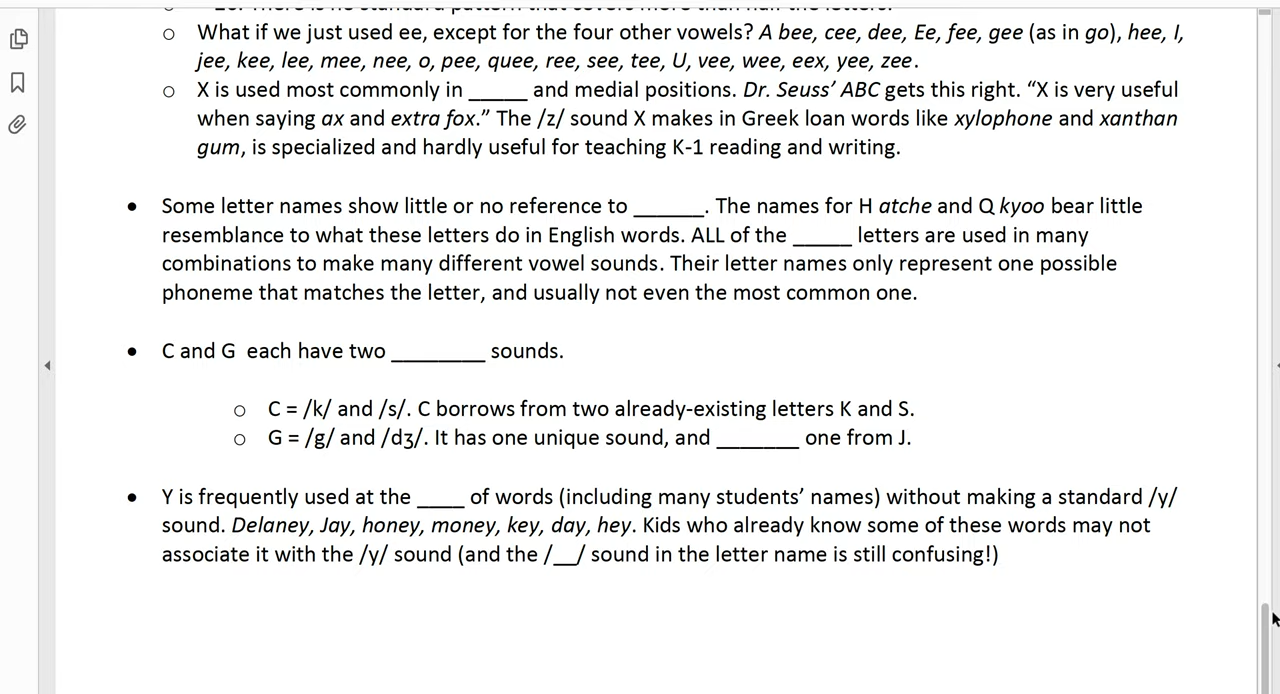 What if we just used ee, except for the four other vowels? A bee, cee, dee, Ee, fee, gee (as in go), hee, I,
jee, kee, lee, mee, nee, o, pee, quee, ree, see, tee, U, vee, wee, eex, yee, zee.
X is used most commonly in _____ and medial positions. Dr. Seuss’ ABC gets this right. “X is very useful
when saying ax and extra fox.” The /z/ sound X makes in Greek loan words like xylophone and xanthan
gum, is specialized and hardly useful for teaching K-1 reading and writing.
Some letter names show little or no reference to ______. The names for H atche and Q kyoo bear little
resemblance to what these letters do in English words. ALL of the _____ letters are used in many
combinations to make many different vowel sounds. Their letter names only represent one possible
phoneme that matches the letter, and usually not even the most common one.
C and G each have two ________ sounds.
C = /k/ and /s/. C borrows from two already-existing letters K and S.
G = /g/ and /dʒ/. It has one unique sound, and _______ one from J.
Y is frequently used at the ____ of words (including many students’ names) without making a standard /y/
sound. Delaney, Jay, honey, money, key, day, hey. Kids who already know some of these words may not
associate it with the /y/ sound (and the /__/ sound in the letter name is still confusing!)